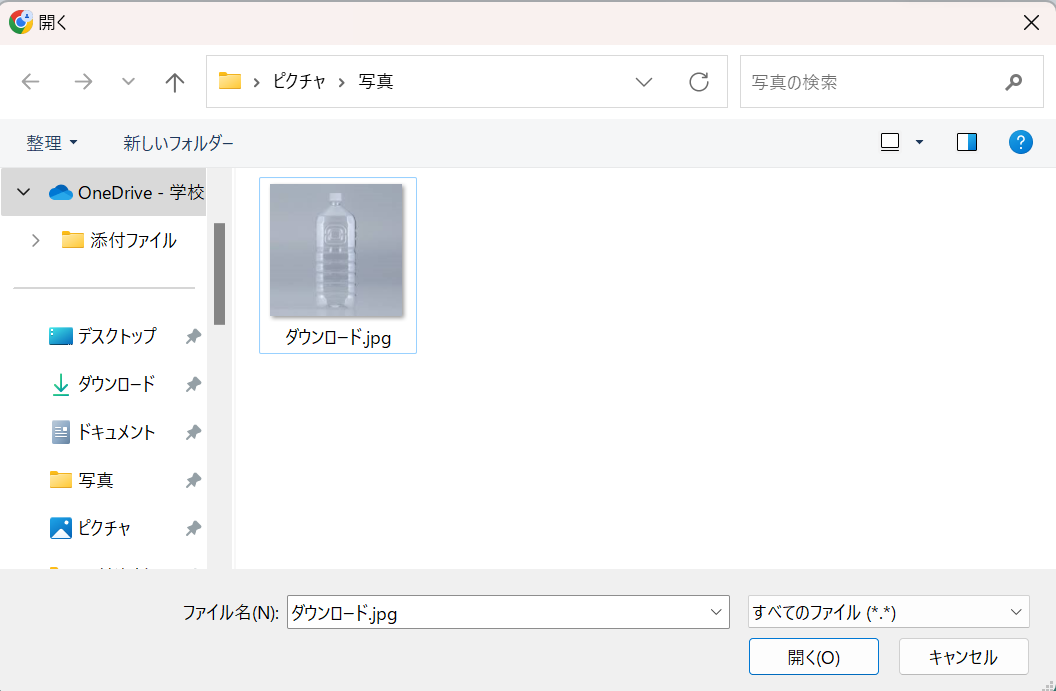 開く
ピクチャ 写真
写真の検索
整理
新しいフォルダー
?
OneDrive - 学校
添付ファイル
デスクトップ
ダウンロード
ドキュメント
写真
ピクチャ
ダウンロード.jpg
ファイル名(N): ダウンロード.jpg
すべてのファイル (*.*)
開く(O)
キャンセル